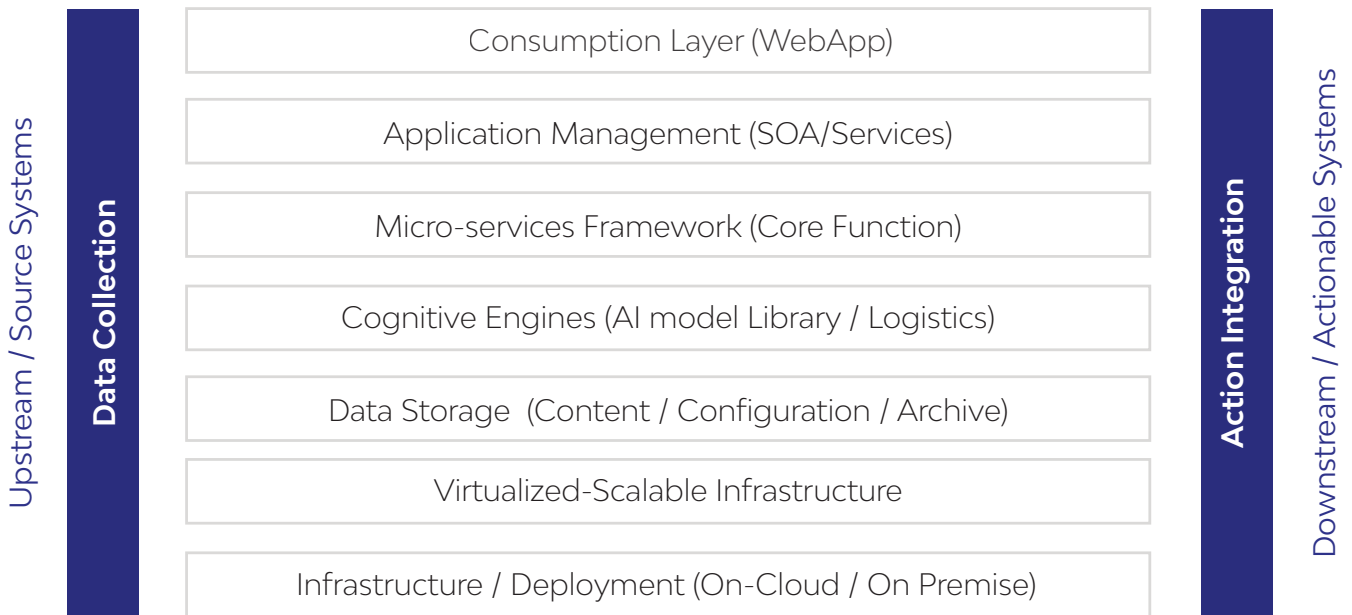 Upstream / Source Systems
Data Collection
Consumption Layer (WebApp)
Application Management (SOA/Services)
Micro-services Framework (Core Function)
Cognitive Engines (AI model Library / Logistics)
Data Storage  (Content / Configuration / Archive)
Virtualized-Scalable Infrastructure
Infrastructure / Deployment (On-Cloud / On Premise)
Action Integration
Downstream / Actionable Systems